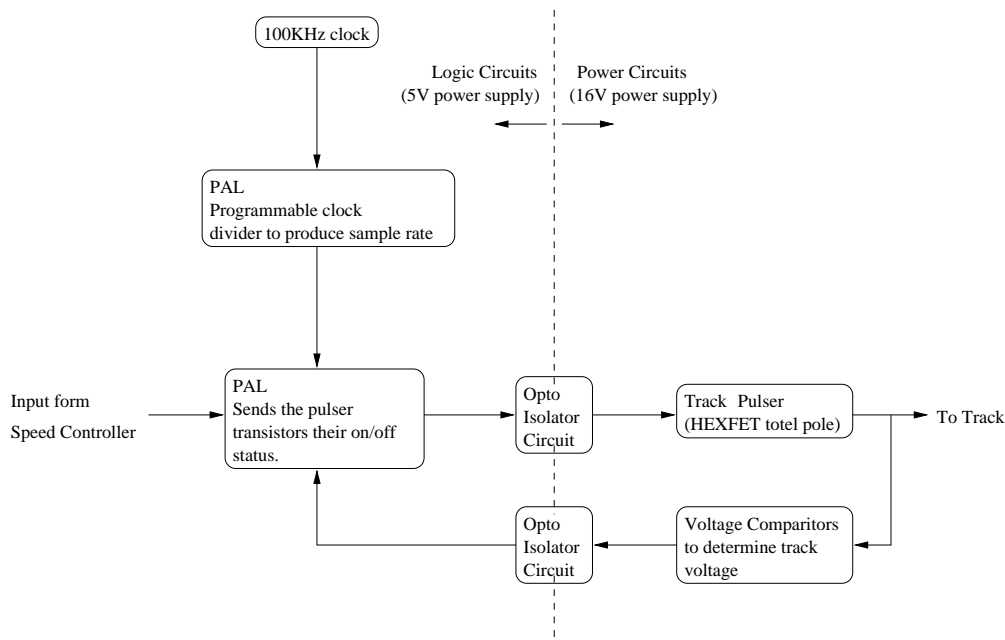 100KHz clock
Logic Circuits
(5V power supply)
Power Circuits
(16V power supply)
PAL
Programmable clock
divider to produce sample rate
Input form
Speed Controller
PAL
Sends the pulser
transistors their on/off
status.
Opto
Isolator
Circuit
Track Pulser
(HEXFET totel pole)
To Track
Opto
Isolator
Circuit
Voltage Comparitors
to determine track
voltage